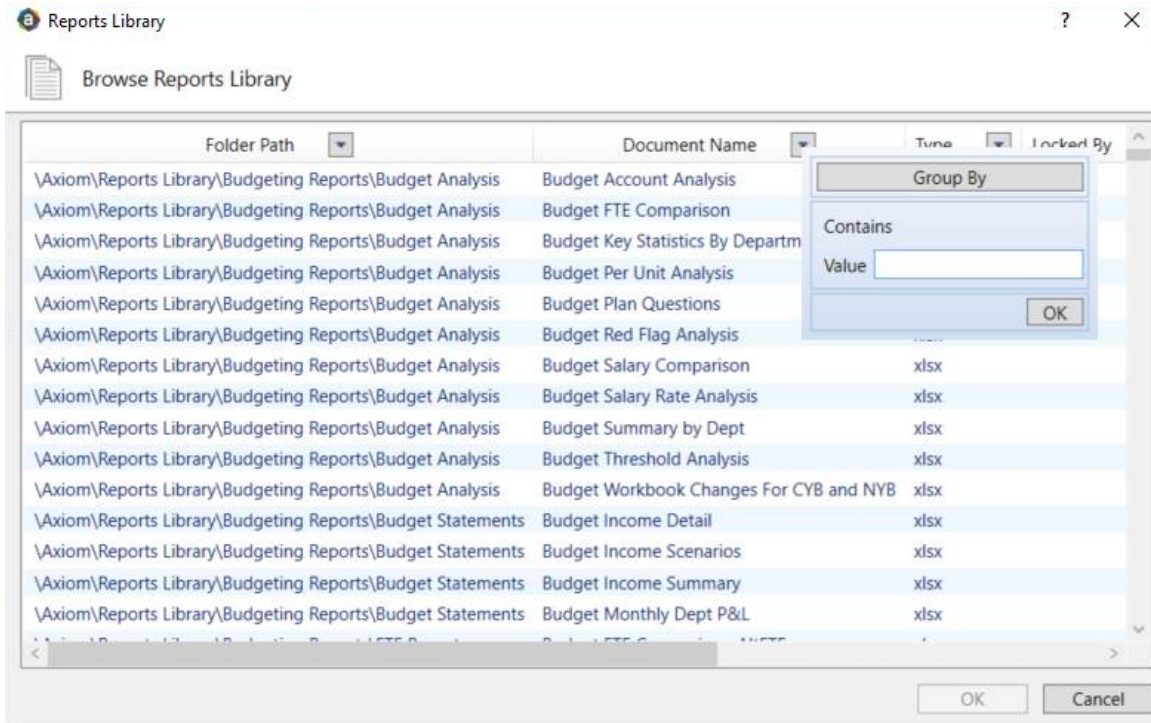 Reports Library ? X
Browse Reports Library
Folder Path Document Name Type Locked By
\Axiom\Reports Library\Budgeting Reports\Budget Analysis Budget Account Analysis
\Axiom\Reports Library\Budgeting Reports\Budget Analysis Budget FTE Comparison
\Axiom\Reports Library\Budgeting Reports\Budget Analysis Budget Key Statistics By Departm
\Axiom\Reports Library\Budgeting Reports\Budget Analysis Budget Per Unit Analysis
\Axiom\Reports Library\Budgeting Reports\Budget Analysis Budget Plan Questions
\Axiom\Reports Library\Budgeting Reports\Budget Analysis Budget Red Flag Analysis
\Axiom\Reports Library\Budgeting Reports\Budget Analysis Budget Salary Comparison xlsx
\Axiom\Reports Library\Budgeting Reports\Budget Analysis Budget Salary Rate Analysis xlsx
\Axiom\Reports Library\Budgeting Reports\Budget Analysis Budget Summary by Dept xlsx
\Axiom\Reports Library\Budgeting Reports\Budget Analysis Budget Threshold Analysis xlsx
\Axiom\Reports Library\Budgeting Reports\Budget Analysis Budget Workbook Changes For CYB and NYB xlsx
\Axiom\Reports Library\Budgeting Reports\Budget Statements Budget Income Detail xlsx
\Axiom\Reports Library\Budgeting Reports\Budget Statements Budget Income Scenarios xlsx
\Axiom\Reports Library\Budgeting Reports\Budget Statements Budget Income Summary xlsx
\Axiom\Reports Library\Budgeting Reports\Budget Statements Budget Monthly Dept P&L xlsx
Group By
Contains
Value
OK
OK Cancel